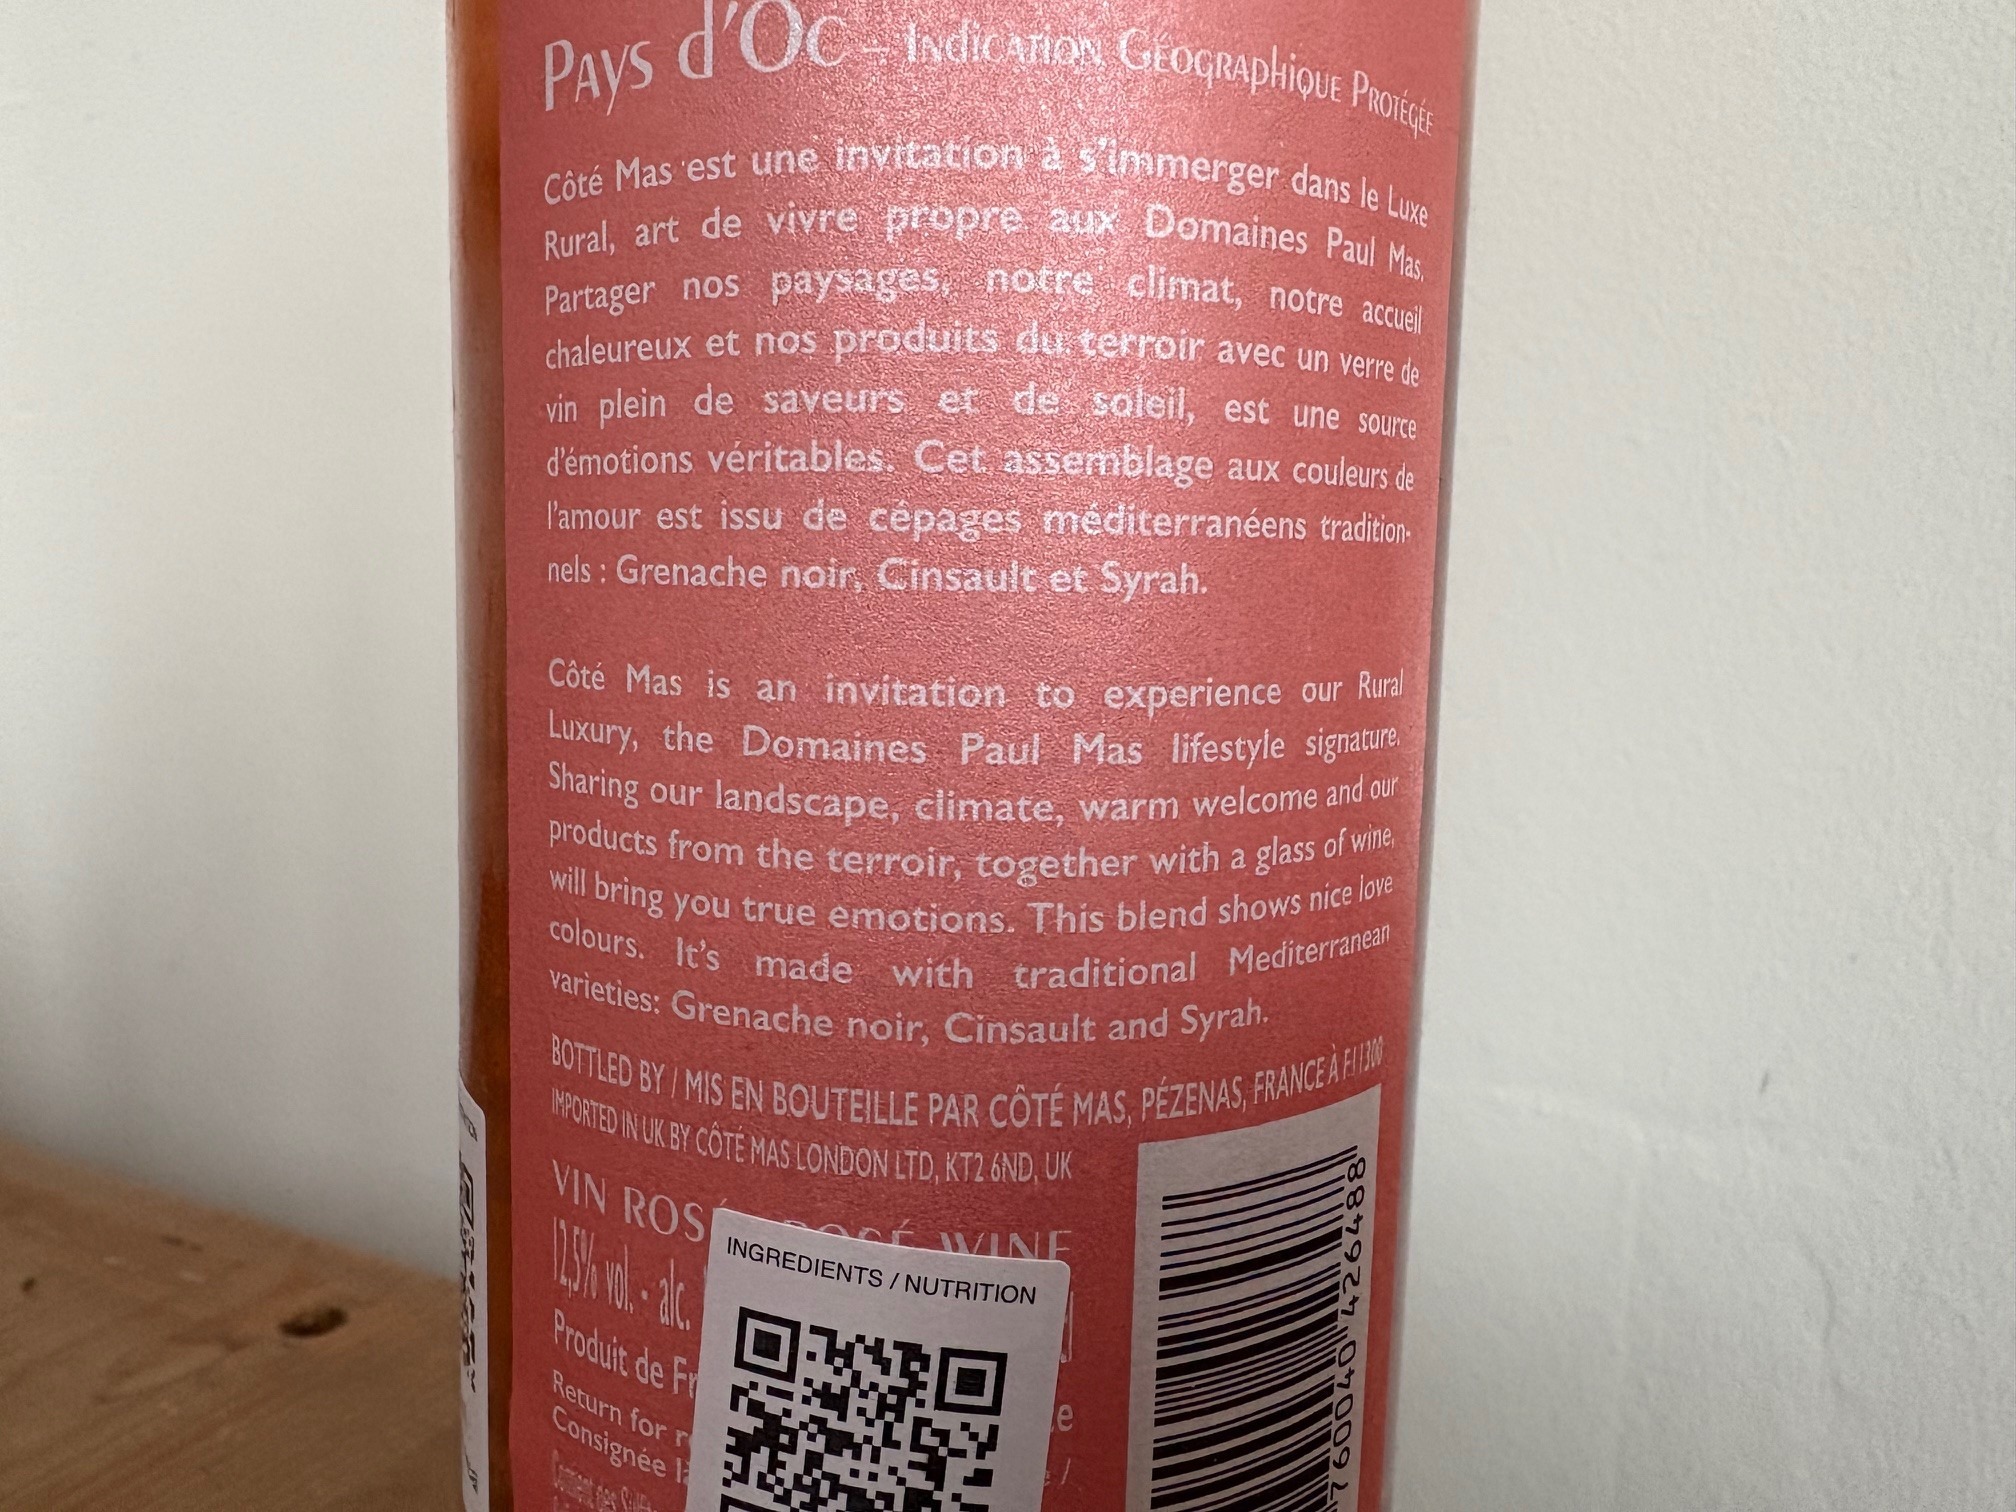 Pays d'Oc – Indication Géographique Protégée
Côté Mas est une invitation à s'immerger dans le Luxe
Rural, art de vivre propre aux Domaines Paul Mas.
Partager nos paysages, notre climat, notre accueil
chaleureux et nos produits du terroir avec un verre de
vin plein de saveurs et de soleil, est une source
d'émotions véritables. Cet assemblage aux couleurs de
l'amour est issu de cépages méditerranéens tradition-
nels : Grenache noir, Cinsault et Syrah.
Côté Mas is an invitation to experience our Rural
Luxury, the Domaines Paul Mas lifestyle signature.
Sharing our landscape, climate, warm welcome and our
products from the terroir, together with a glass of wine,
will bring you true emotions. This blend shows nice love
colours. It's made with traditional Mediterranean
varieties: Grenache noir, Cinsault and Syrah.
BOTTLED BY / MIS EN BOUTEILLE PAR CÔTÉ MAS, PÉZENAS, FRANCE À F11300
IMPORTED IN UK BY CÔTÉ MAS LONDON LTD, KT2 6ND, UK
VIN ROSÉ ROSÉ WINE
12,5% vol. - alc.
Produit de Fr
Return for
Consignée
INGREDIENTS / NUTRITION
760040 426488